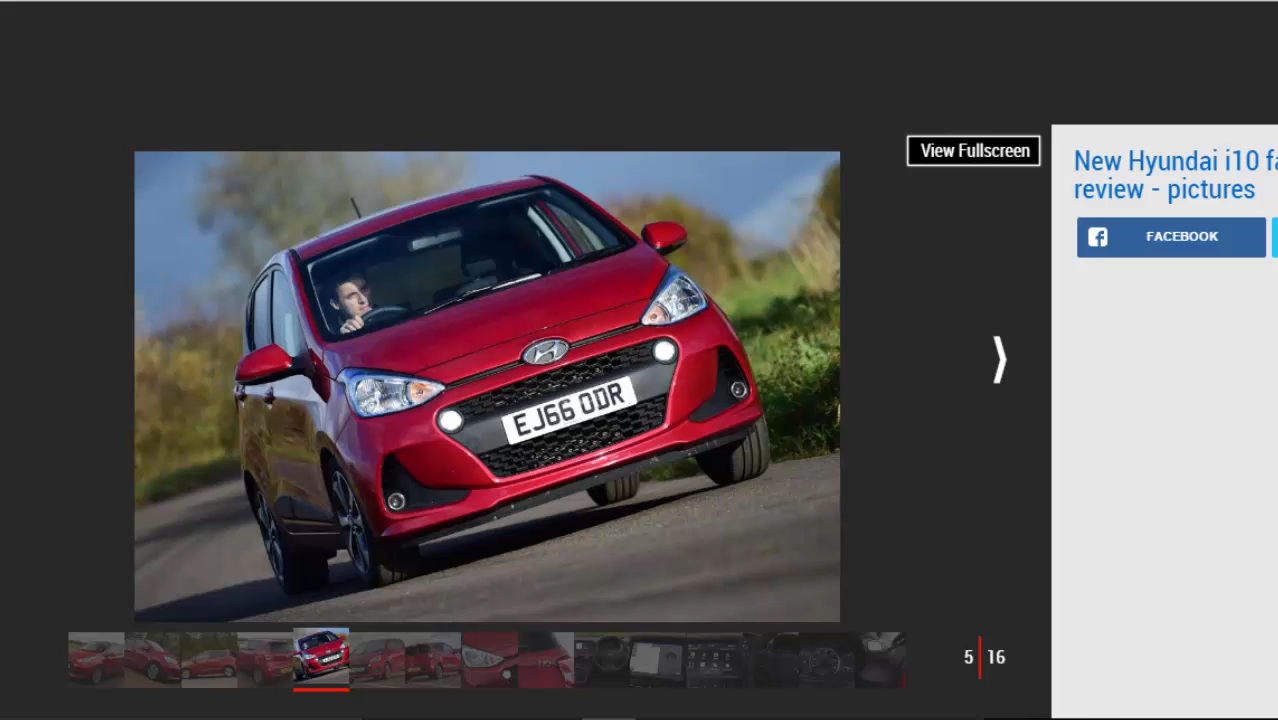 View Fullscreen
New Hyundai i10 fa
review - pictures
FACEBOOK
EJ66 ODR
5 16